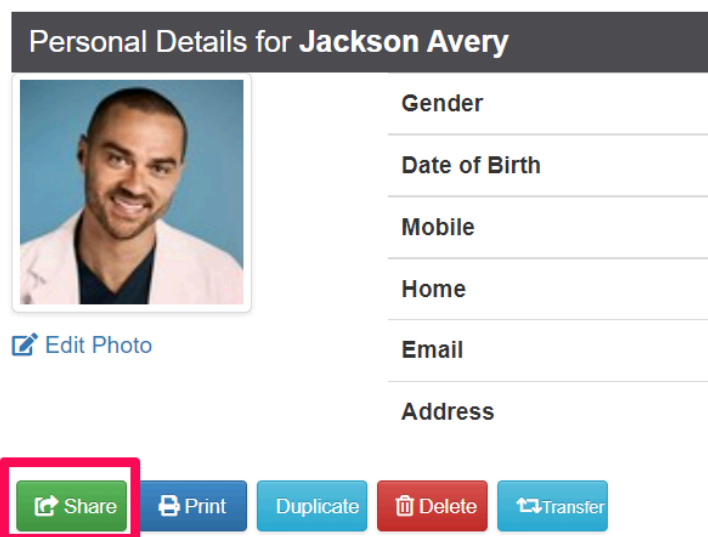 Personal Details for Jackson Avery
Gender
Date of Birth
Mobile
Home
Edit Photo
Email
Address
Share
Print
Duplicate
Delete
Transfer